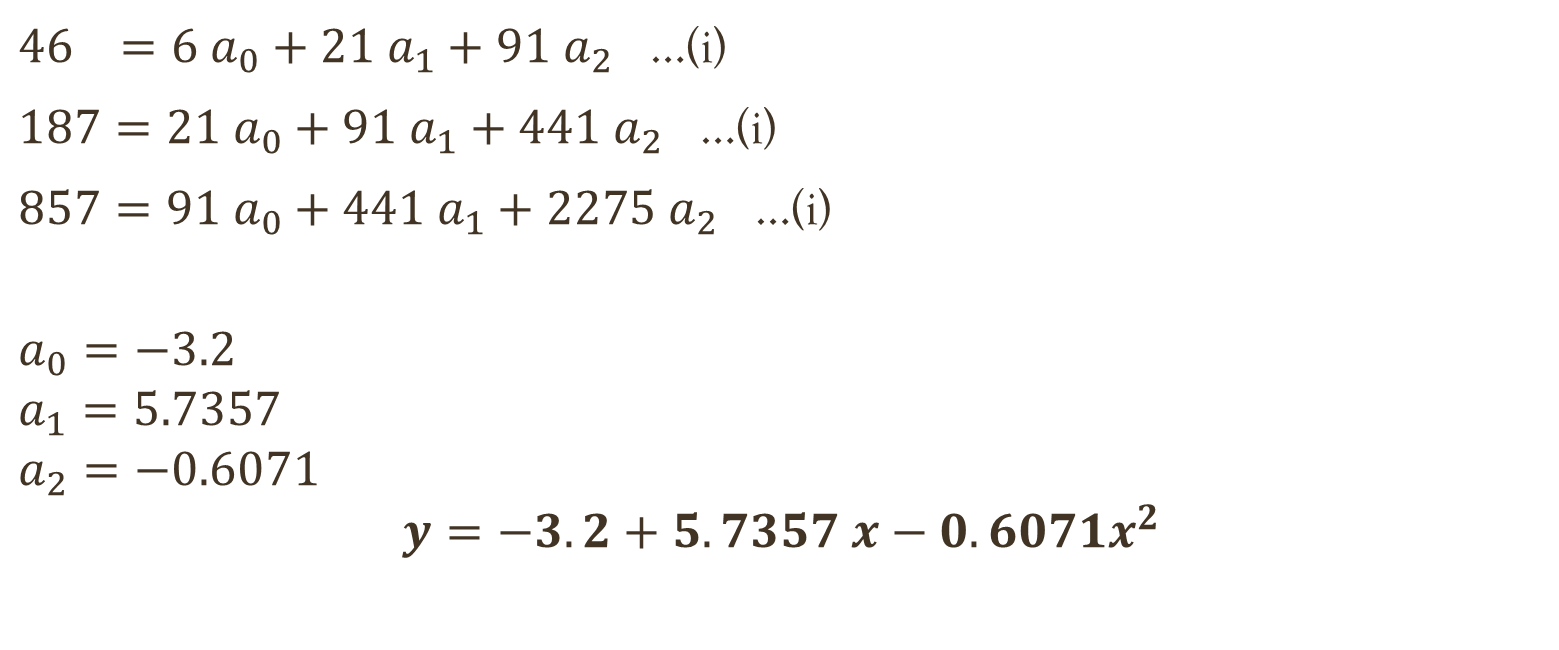 46 = 6 a₀ + 21 a₁ + 91 a₂ ...(i)
187 = 21 a₀ + 91 a₁ + 441 a₂ ...(i)
857 = 91 a₀ + 441 a₁ + 2275 a₂ ...(i)
a₀ = −3.2
a₁ = 5.7357
a₂ = −0.6071
y = −3.2 + 5.7357 x − 0.6071x²